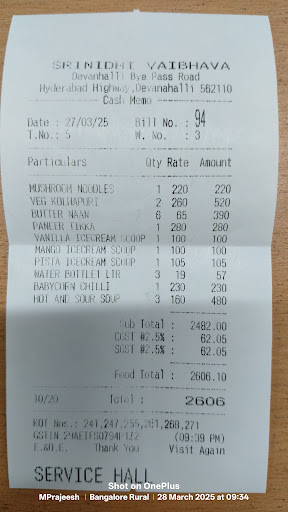 SRINIDHI VAIBHAVA
Devanhalli Bye Pass Road
Hyderabad Highway,Devanahalli 562110
Cash Memo
Date : 27/03/25 Bill No. : 94
T.No.: 5 W. No. : 3
Particulars Qty Rate Amount
MUSHROOM NOODLES 1 220 220
VEG KOLHAPURI 2 260 520
BUTTER NAAN 6 65 390
PANEER TIKKA 1 280 280
VANILLA ICECREAM SCOOP 1 100 100
MANGO ICECREAM SCOOP 1 100 100
PISTA ICECREAM SCOOP 1 105 105
WATER BOTTLE1 LTR 3 19 57
BABYCORN CHILLI 1 230 230
HOT AND SOUR SOUP 3 160 480
Sub Total : 2482.00
CGST @2.5% : 62.05
SGST @2.5% : 62.05
Food Total : 2606.10
10/20 Total : 2606
KOT Nos.: 241,247,255,261,268,271
(09:39 PM)
E.&O.E. Thank You Visit Again
SERVICE HALL
Shot on OnePlus
MPrajeesh | Bangalore Rural | 28 March 2025 at 09:34